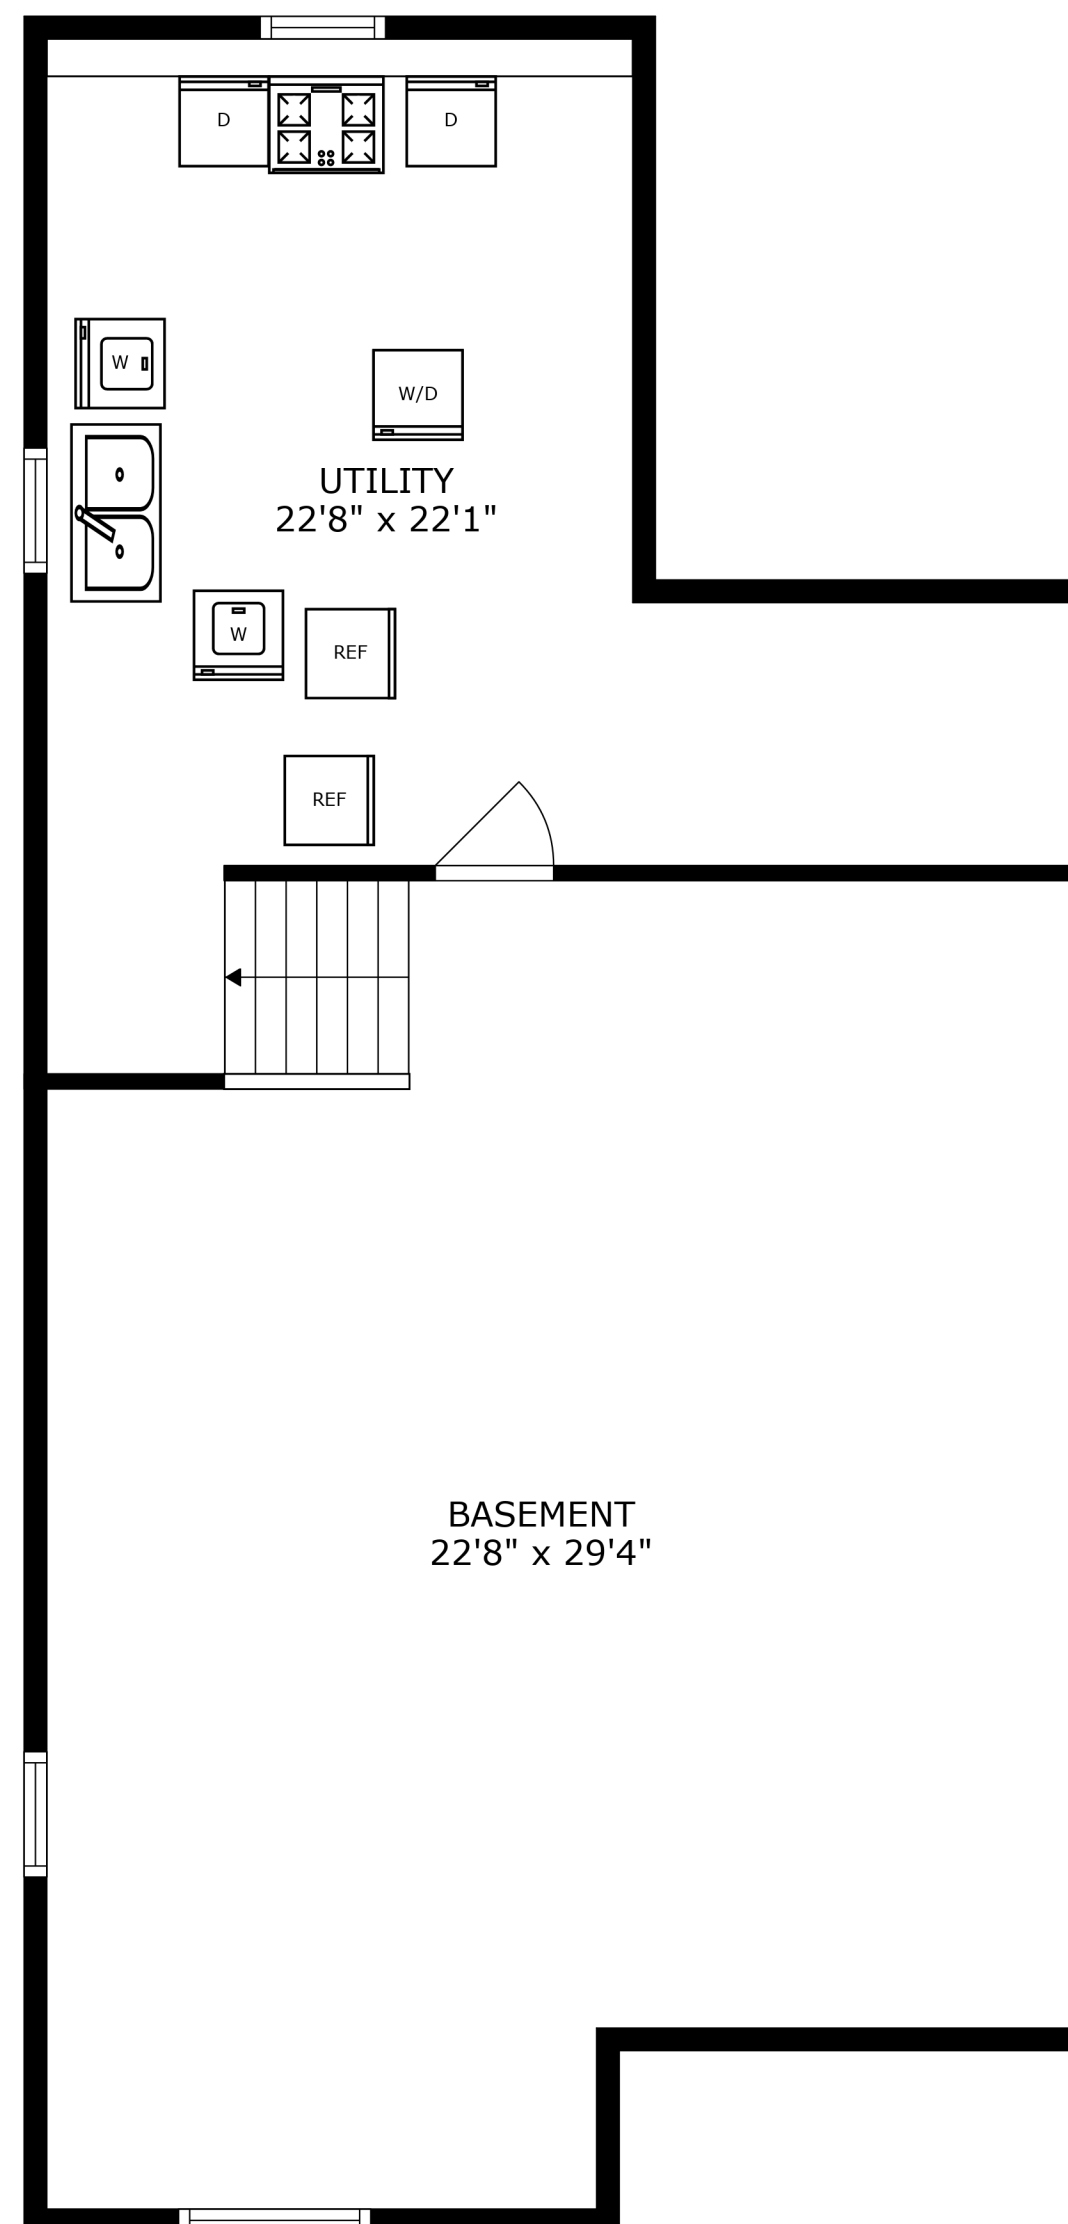 D
D
W
W/D
UTILITY
22'8" x 22'1"
W
REF
REF
BASEMENT
22'8" x 29'4"